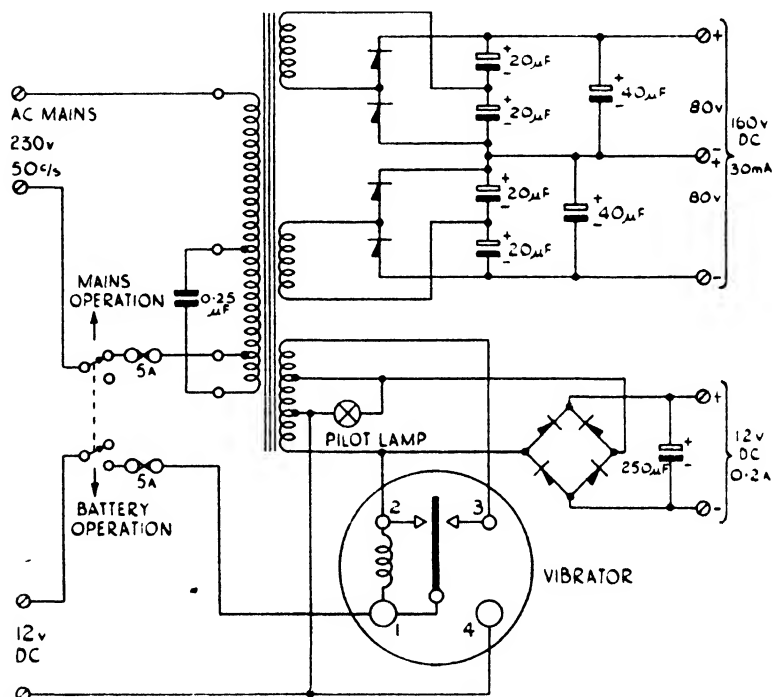 AC MAINS
230v
50c/s
MAINS
OPERATION
5A
0·25
µF
5A
BATTERY
OPERATION
12v
DC
+
20µF
-
+
20µF
-
+
20µF
-
+
20µF
-
+
40µF
-
+
40µF
-
+
80v
-
+
80v
-
160v
DC
30mA
PILOT LAMP
+
250µF
-
+
-
12v
DC
0·2A
2
3
1
4
VIBRATOR